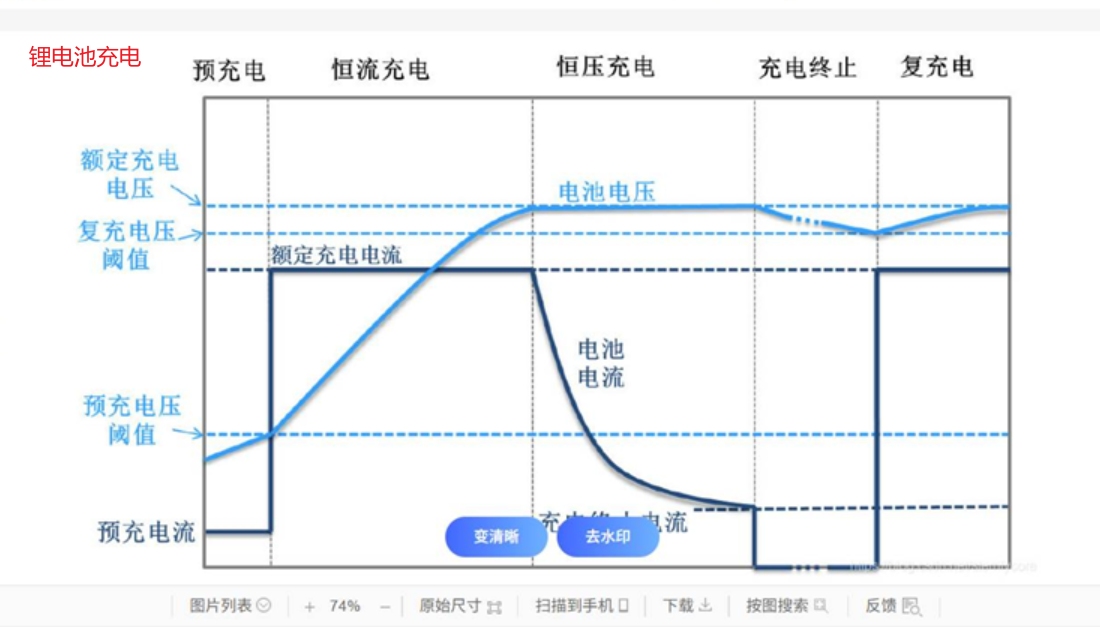 锂电池充电
预充电
恒流充电
恒压充电
充电终止
复充电
额定充电
电压
电池电压
复充电压
阈值
额定充电电流
电池
电流
预充电压
阈值
预充电流
电流
变清晰
去水印
图片列表
74%
原始尺寸
扫描到手机
下载
按图搜索
反馈